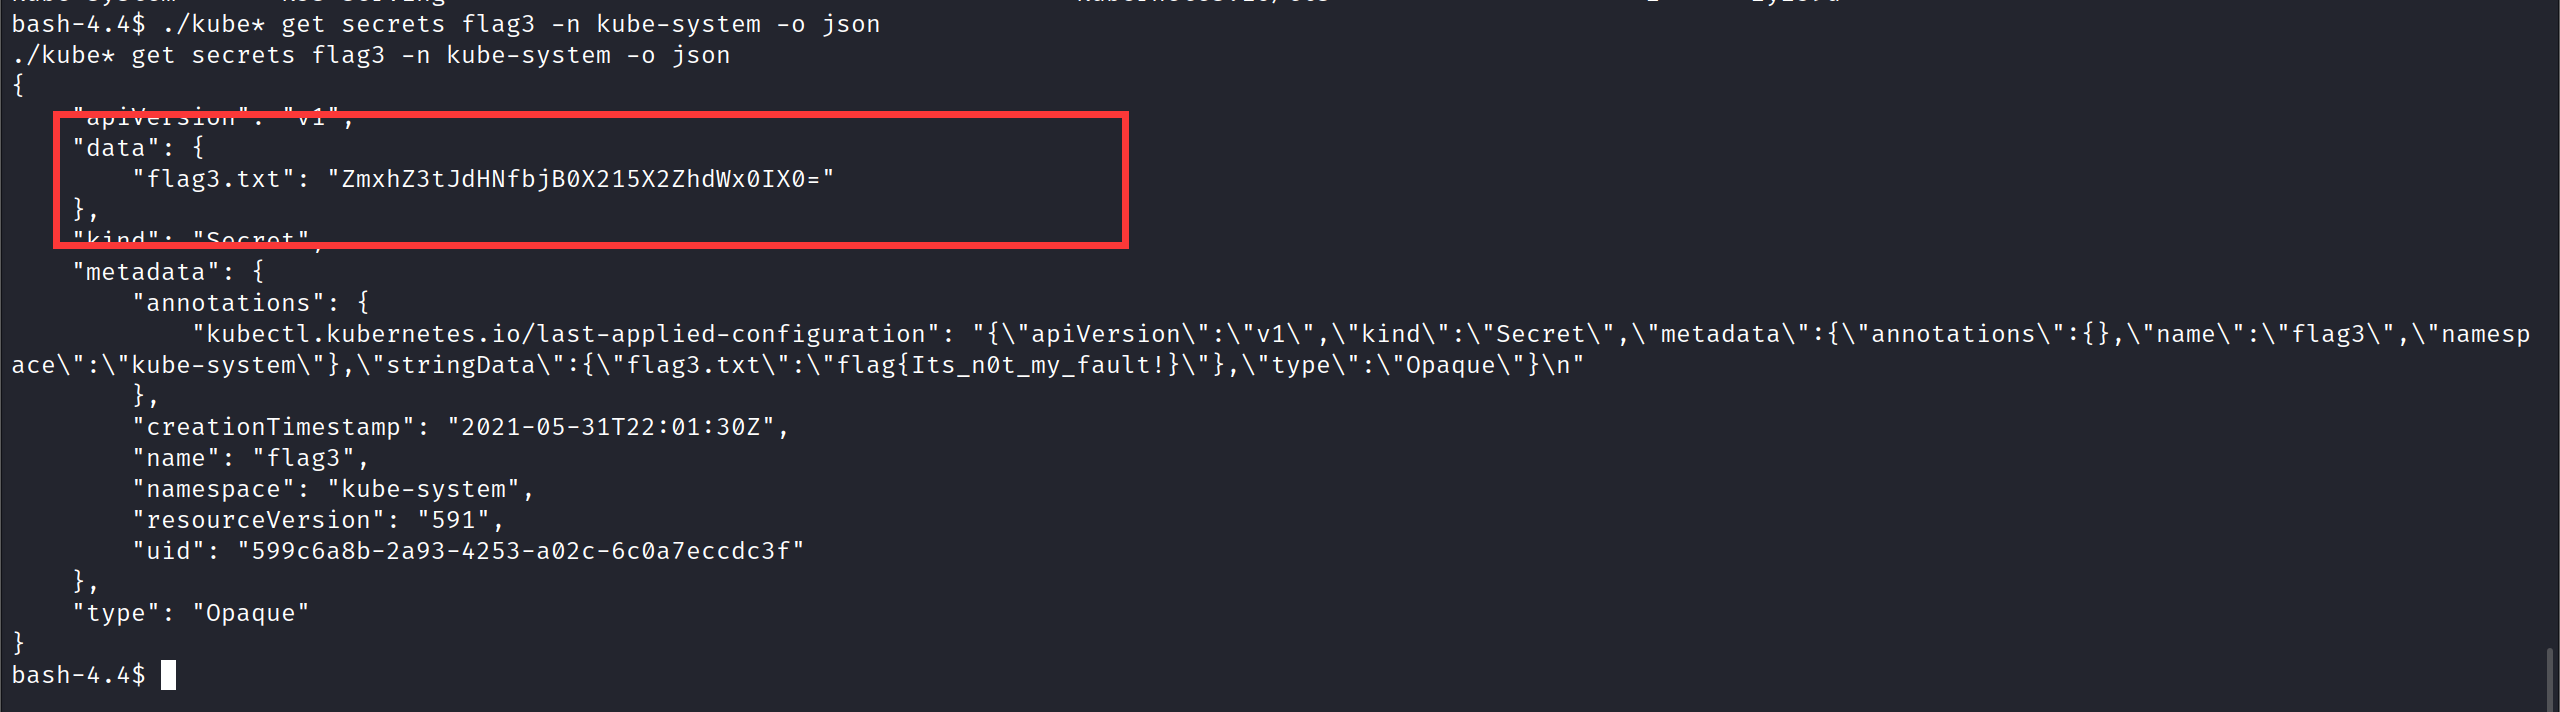 bash-4.4$ ./kube* get secrets flag3 -n kube-system -o json
./kube* get secrets flag3 -n kube-system -o json
{
    "apiVersion": "v1",
    "data": {
        "flag3.txt": "ZmxhZ3tJdHNfbjB0X215X2ZhdWx0IX0="
    },
    "kind": "Secret",
    "metadata": {
        "annotations": {
            "kubectl.kubernetes.io/last-applied-configuration": "{\"apiVersion\":\"v1\",\"kind\":\"Secret\",\"metadata\":{\"annotations\":{},\"name\":\"flag3\",\"namesp
ace\":\"kube-system\"},\"stringData\":{\"flag3.txt\":\"flag{Its_n0t_my_fault!}\"},\"type\":\"Opaque\"}\n"
        },
        "creationTimestamp": "2021-05-31T22:01:30Z",
        "name": "flag3",
        "namespace": "kube-system",
        "resourceVersion": "591",
        "uid": "599c6a8b-2a93-4253-a02c-6c0a7eccdc3f"
    },
    "type": "Opaque"
}
bash-4.4$